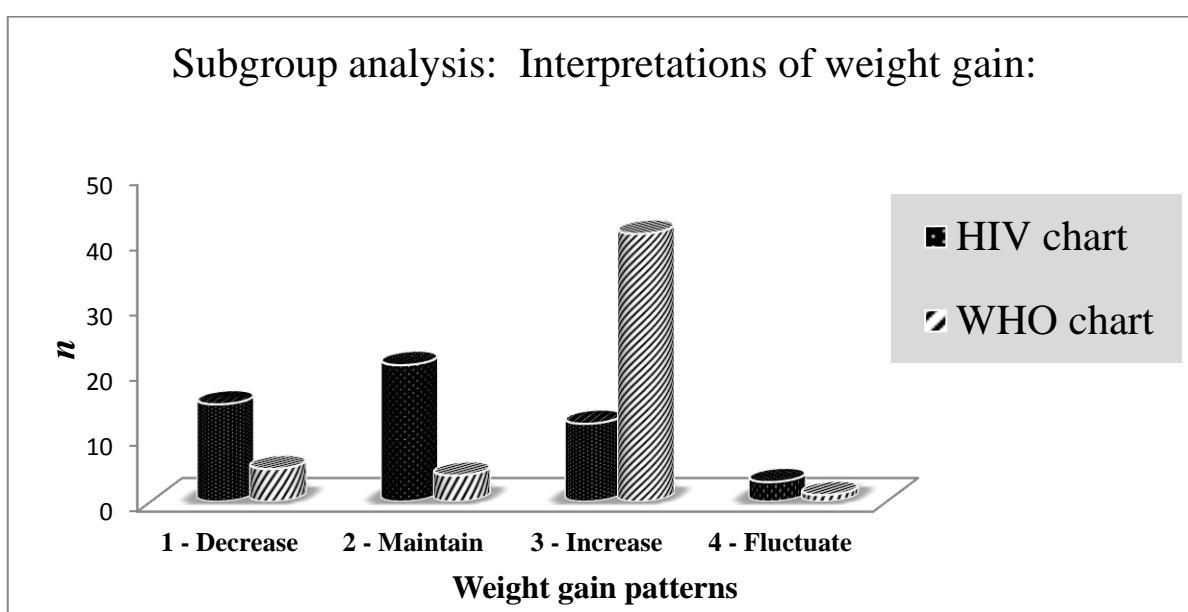 Subgroup analysis: Interpretations of weight gain:
50
40
30
20
10
0
n
HIV chart
WHO chart
1 - Decrease
2 - Maintain
3 - Increase
4 - Fluctuate
Weight gain patterns